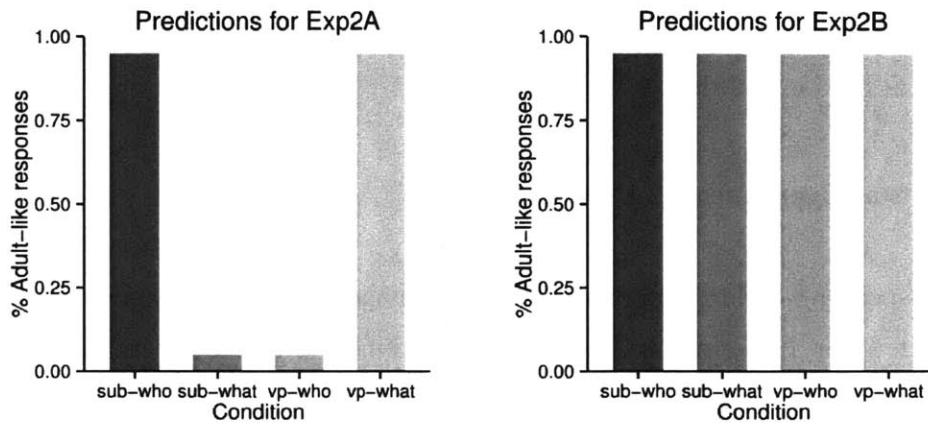 Predictions for Exp2A
% Adult-like responses
1.00
0.75
0.50
0.25
0.00
sub-who sub-what vp-who vp-what
Condition
Predictions for Exp2B
% Adult-like responses
1.00
0.75
0.50
0.25
0.00
sub-who sub-what vp-who vp-what
Condition